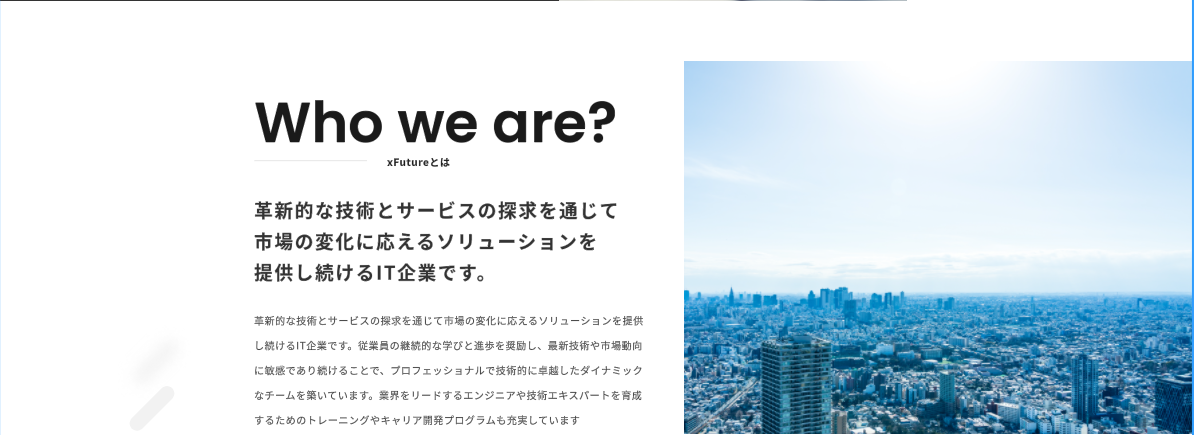 Who we are?
xFutureとは
革新的な技術とサービスの探求を通じて
市場の変化に応えるソリューションを
提供し続けるIT企業です。
革新的な技術とサービスの探求を通じて市場の変化に応えるソリューションを提供
し続けるIT企業です。従業員の継続的な学びと進歩を奨励し、最新技術や市場動向
に敏感であり続けることで、プロフェッショナルで技術的に卓越したダイナミック
なチームを築いています。業界をリードするエンジニアや技術エキスパートを育成
するためのトレーニングやキャリア開発プログラムも充実しています